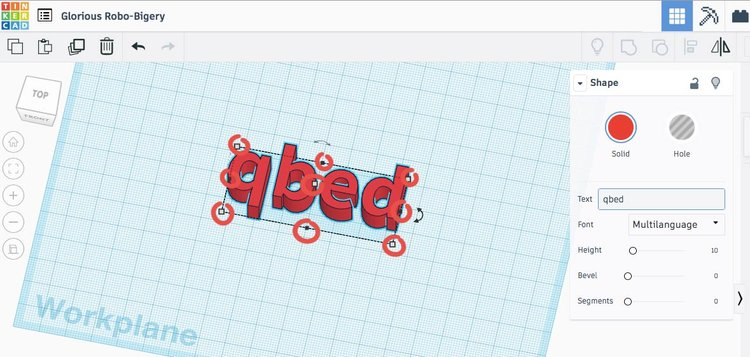 TIN
KER
CAD
Glorious Robo-Bigery
TOP
FRONT
qbed
Workplane
Shape
Solid
Hole
Text
qbed
Font
Multilanguage
Height
10
Bevel
0
Segments
0